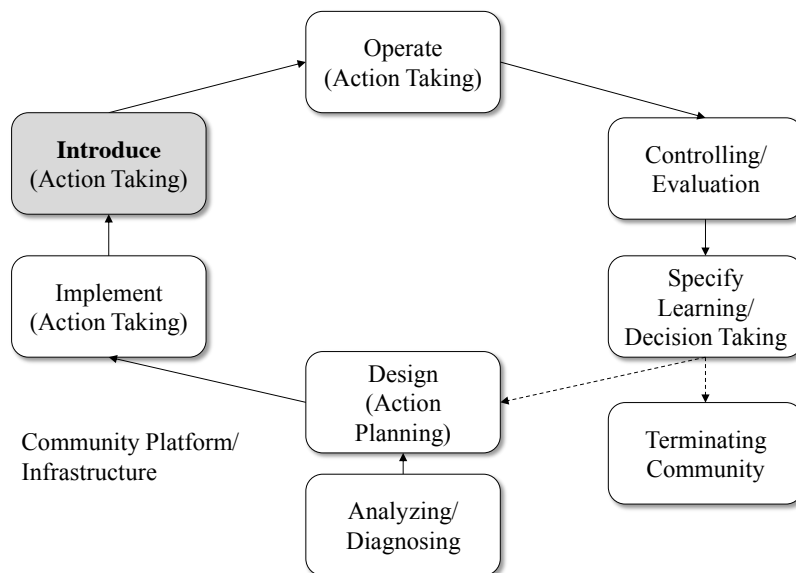 Operate
(Action Taking)
Introduce
(Action Taking)
Controlling/
Evaluation
Implement
(Action Taking)
Specify
Learning/
Decision Taking
Design
(Action
Planning)
Community Platform/
Infrastructure
Terminating
Community
Analyzing/
Diagnosing